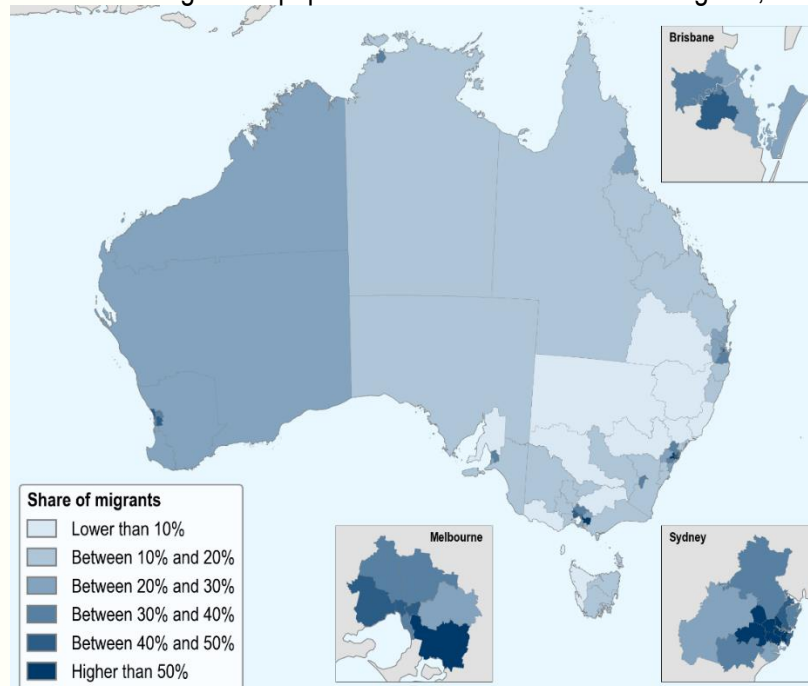 Brisbane
Share of migrants
Lower than 10%
Between 10% and 20%
Between 20% and 30%
Between 30% and 40%
Between 40% and 50%
Higher than 50%
Melbourne
Sydney